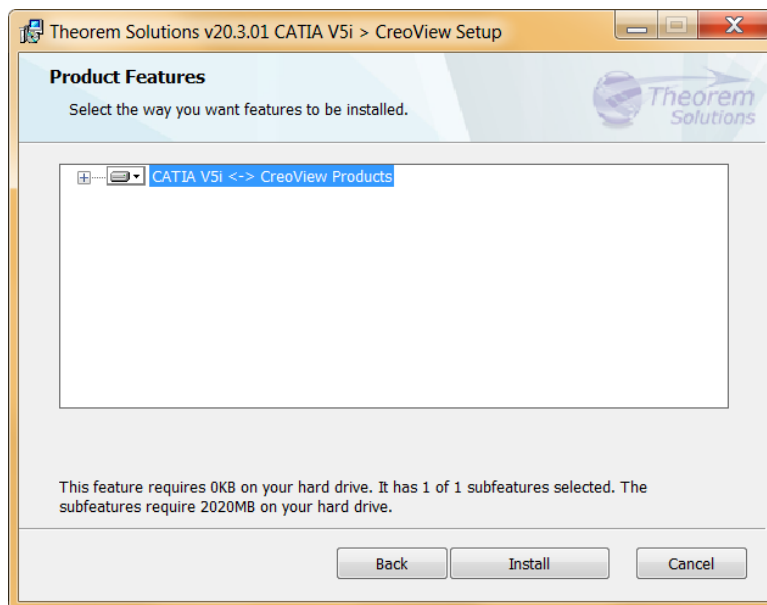 Theorem Solutions v20.3.01 CATIA V5i > CreoView Setup
Product Features
Select the way you want features to be installed.
Theorem
Solutions
CATIA V5i <-> CreoView Products
This feature requires 0KB on your hard drive. It has 1 of 1 subfeatures selected. The
subfeatures require 2020MB on your hard drive.
Back Install Cancel